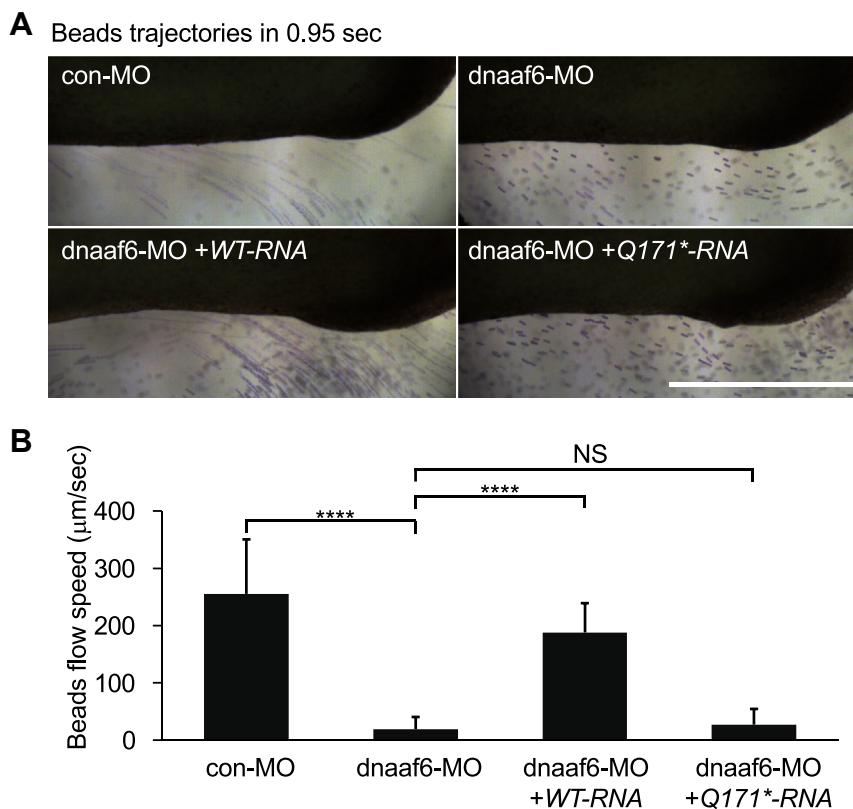 A Beads trajectories in 0.95 sec
con-MO
dnaaf6-MO
dnaaf6-MO +WT-RNA
dnaaf6-MO +Q171*-RNA
B
NS
****
****
Beads flow speed (μm/sec)
400
300
200
100
0
con-MO
dnaaf6-MO
dnaaf6-MO
+WT-RNA
dnaaf6-MO
+Q171*-RNA